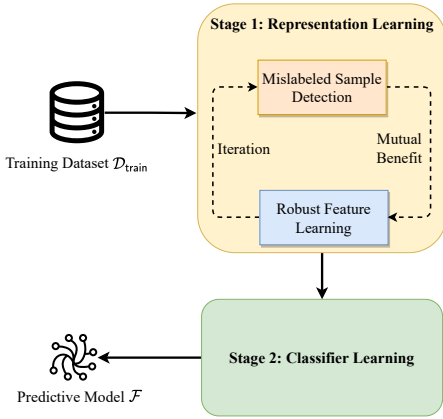 Stage 1: Representation Learning
Mislabeled Sample
Detection
Iteration
Mutual
Benefit
Robust Feature
Learning
Training Dataset 𝒟train
Stage 2: Classifier Learning
Predictive Model ℱ